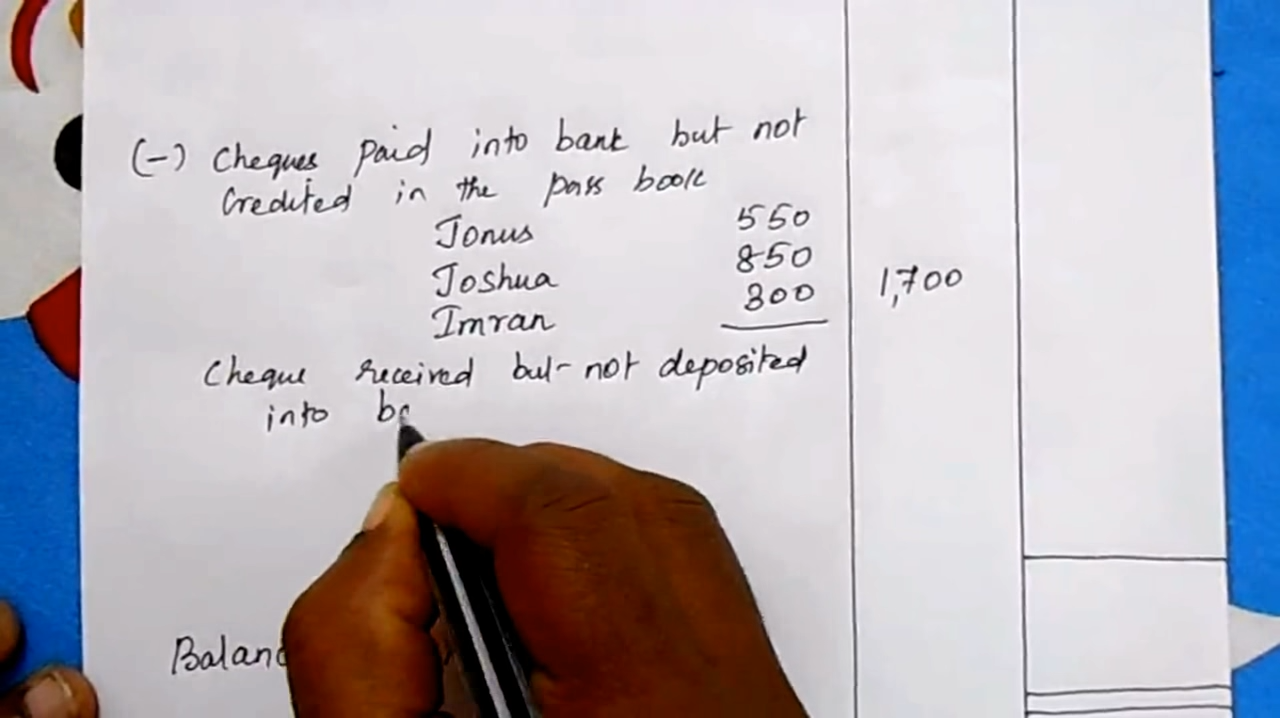 (-) Cheques paid into bank but not
Credited in the pass book
Jonus 550
Joshua 850
Imran 300 1,700
Cheque received but not deposited
into